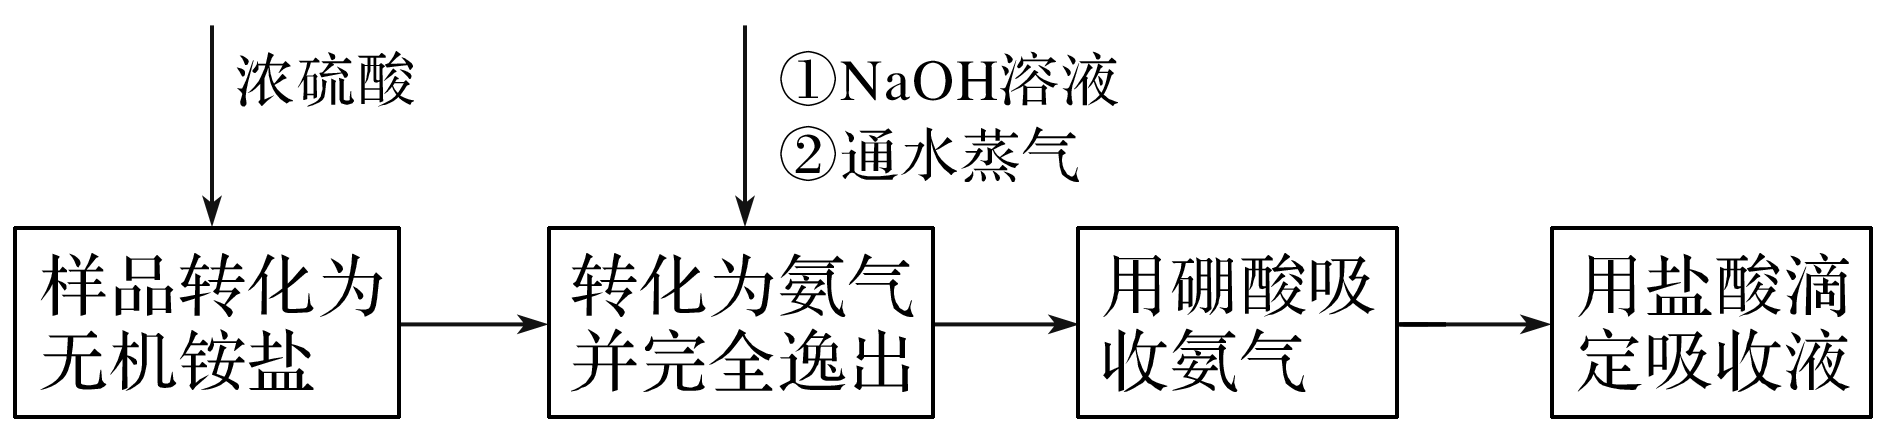 浓硫酸
①NaOH溶液
②通水蒸气
样品转化为
无机铵盐
转化为氨气
并完全逸出
用硼酸吸
收氨气
用盐酸滴
定吸收液